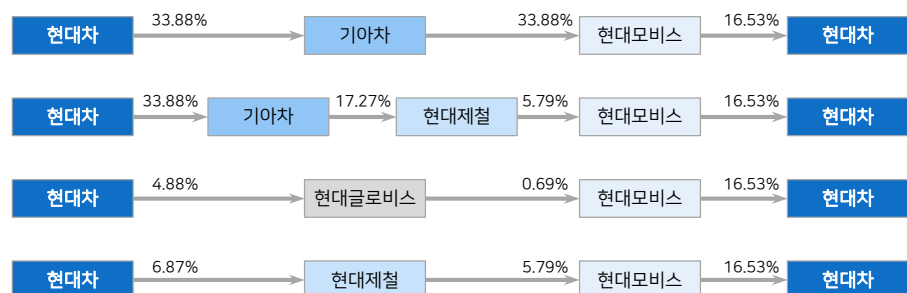 33.88% 33.88% 16.53%
현대차 기아차 현대모비스 현대차
33.88% 17.27% 5.79% 16.53%
현대차 기아차 현대제철 현대모비스 현대차
4.88% 0.69% 16.53%
현대차 현대글로비스 현대모비스 현대차
6.87% 5.79% 16.53%
현대차 현대제철 현대모비스 현대차